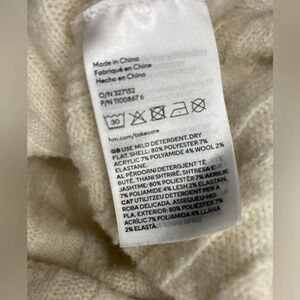 Made in China
Fabriqué en Chine
Hecho en China
O/N 327152
P/N 11008676
30
hm.com/takecare
GB USE MILD DETERGENT. DRY
FLAT. SHELL: 80% POLYESTER 7%
ACRYLIC 7% POLYAMIDE 4% WOOL 2%
ELASTANE.
AL PËRDORNI DETERGJENT TË
BUTË. THANI SHTRIRË. SHTRESA E
JASHTME: 80% POLIESTER 7% AKRILIK
7% POLIAMID 4% LESH 2% ELASTAN.
CAT UTILITZEU DETERGENT PER A
ROBA DELICADA. ASSEQUEU-HO EN
PLA. EXTERIOR: 80% POLIÈSTER 7%
ACRÍLIC 7% POLIAMIDA 4% LLANA
2% ELASTÀ.